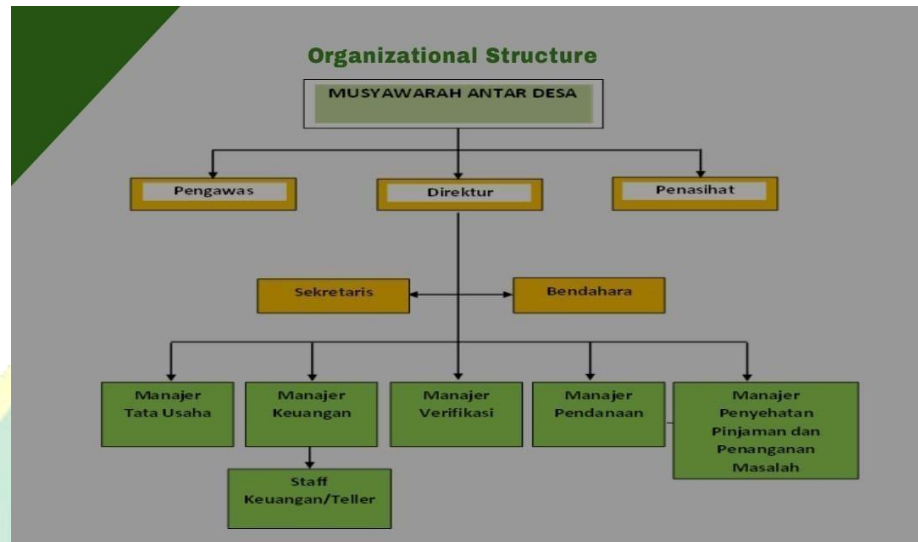 Organizational Structure
MUSYAWARAH ANTAR DESA
Pengawas
Direktur
Penasihat
Sekretaris
Bendahara
Manajer
Tata Usaha
Manajer
Keuangan
Manajer
Verifikasi
Manajer
Pendanaan
Manajer
Penyehatan
Pinjaman dan
Penanganan
Masalah
Staff
Keuangan/Teller